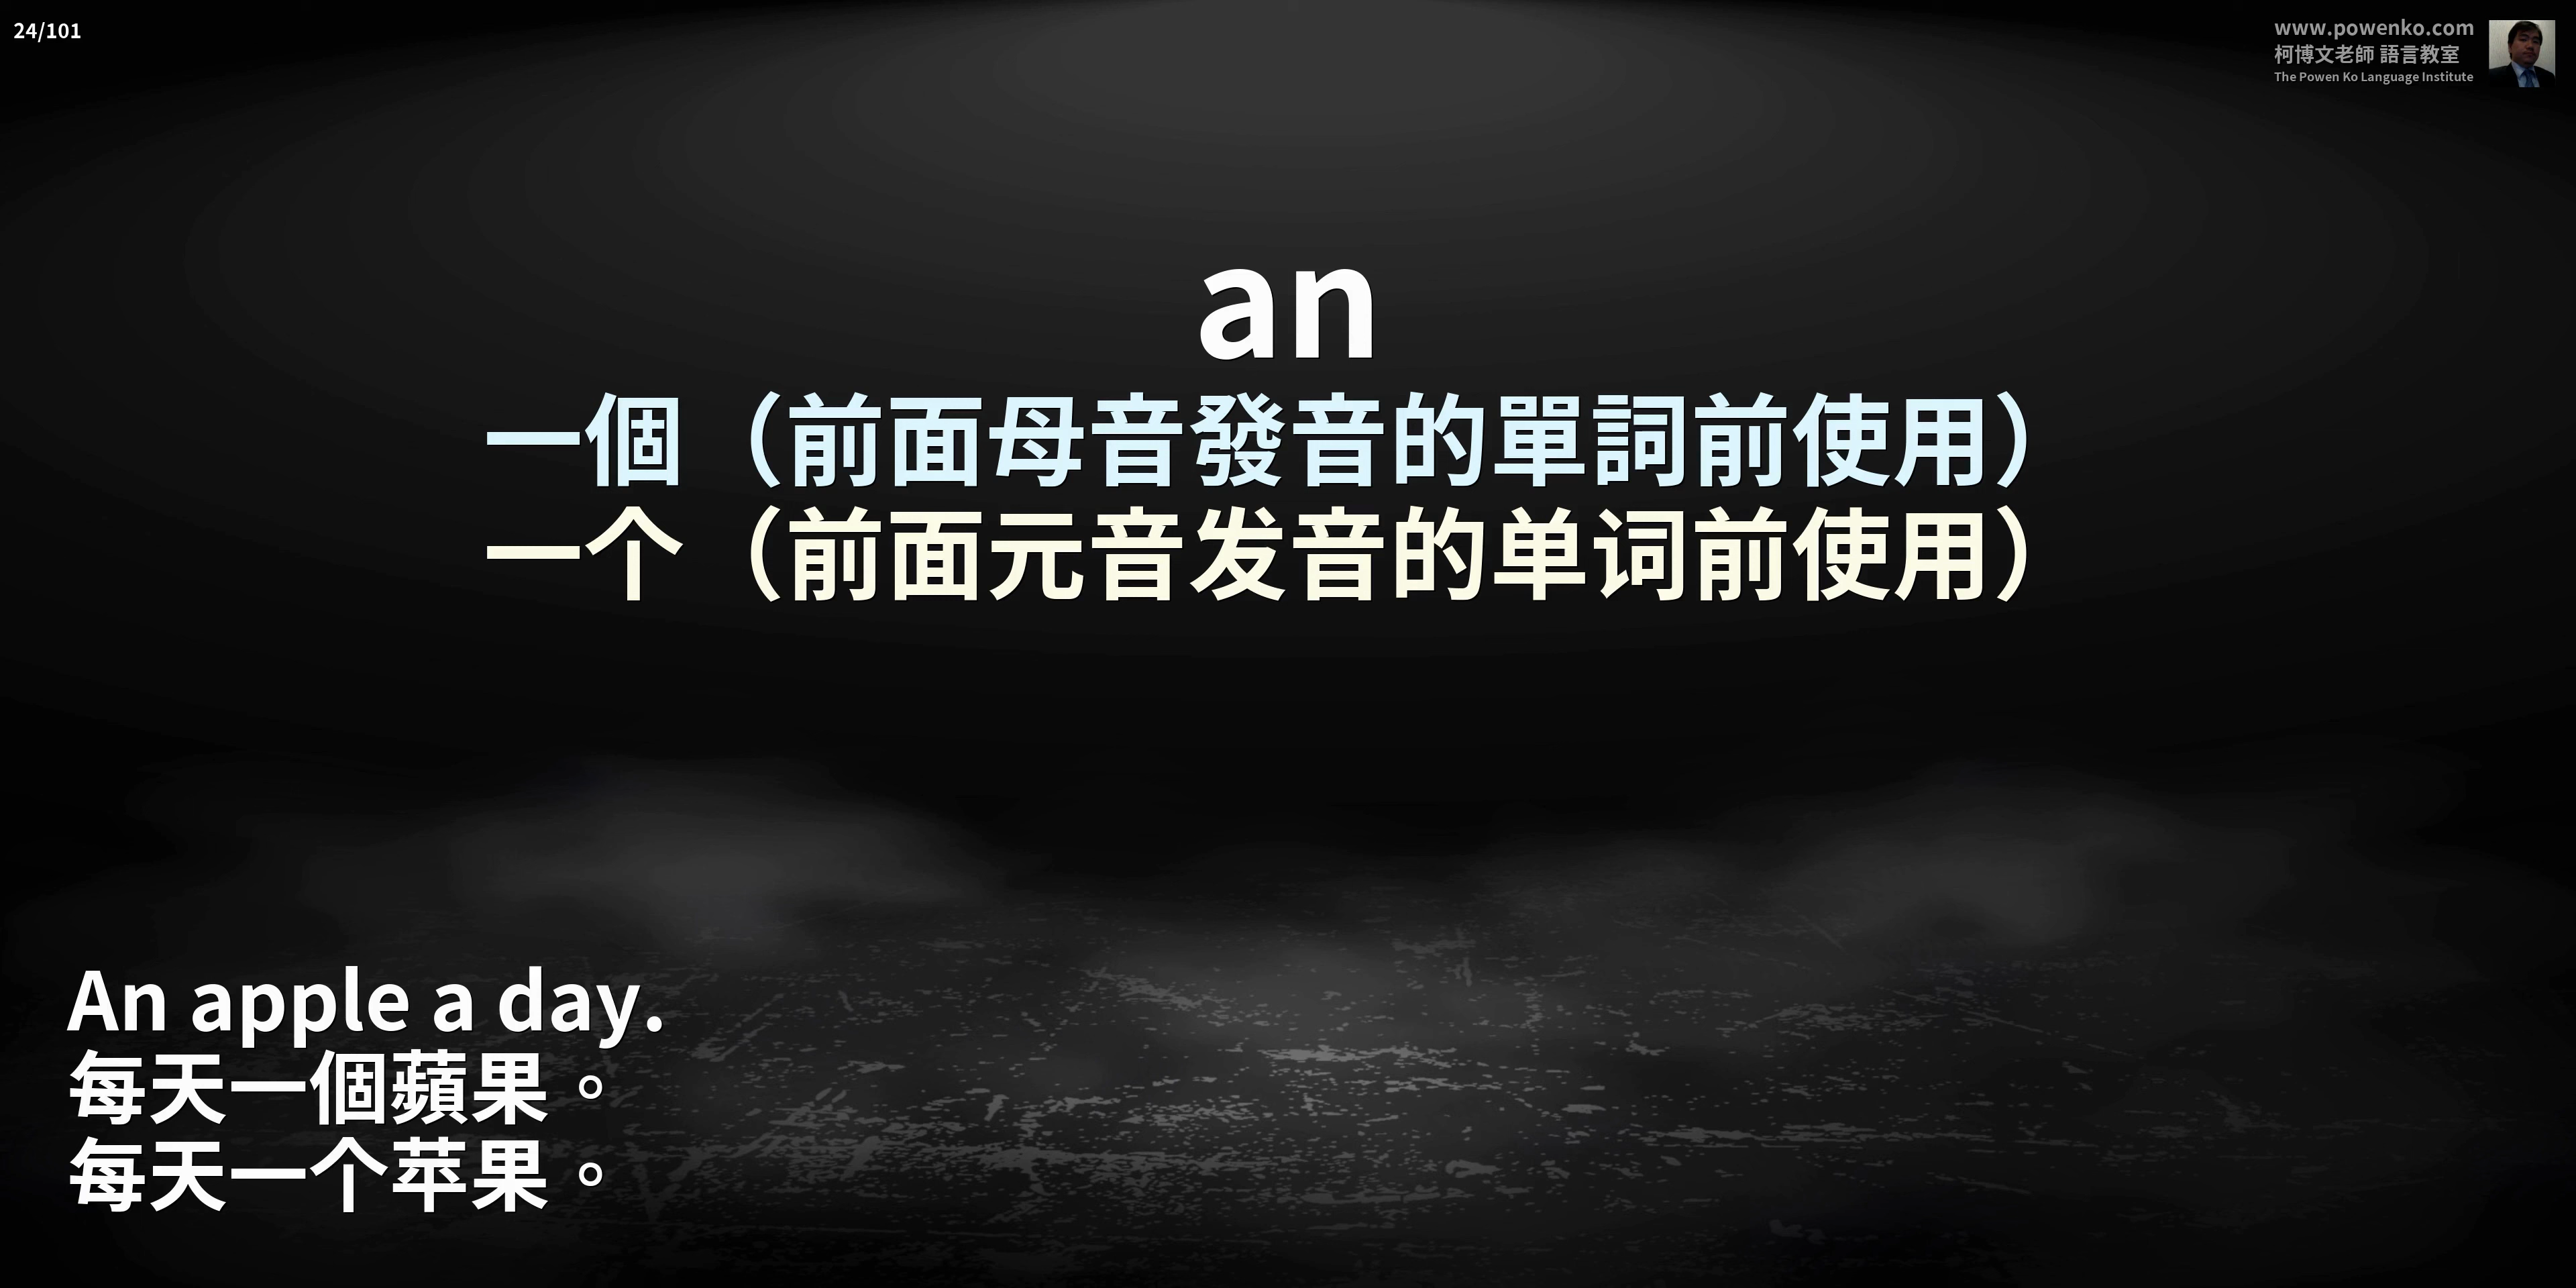 24/101
www.powenko.com
柯博文老師 語言教室
The Powen Ko Language Institute
an
一個（前面母音發音的單詞前使用）
一个（前面元音发音的单词前使用）
An apple a day.
每天一個蘋果。
每天一个苹果。